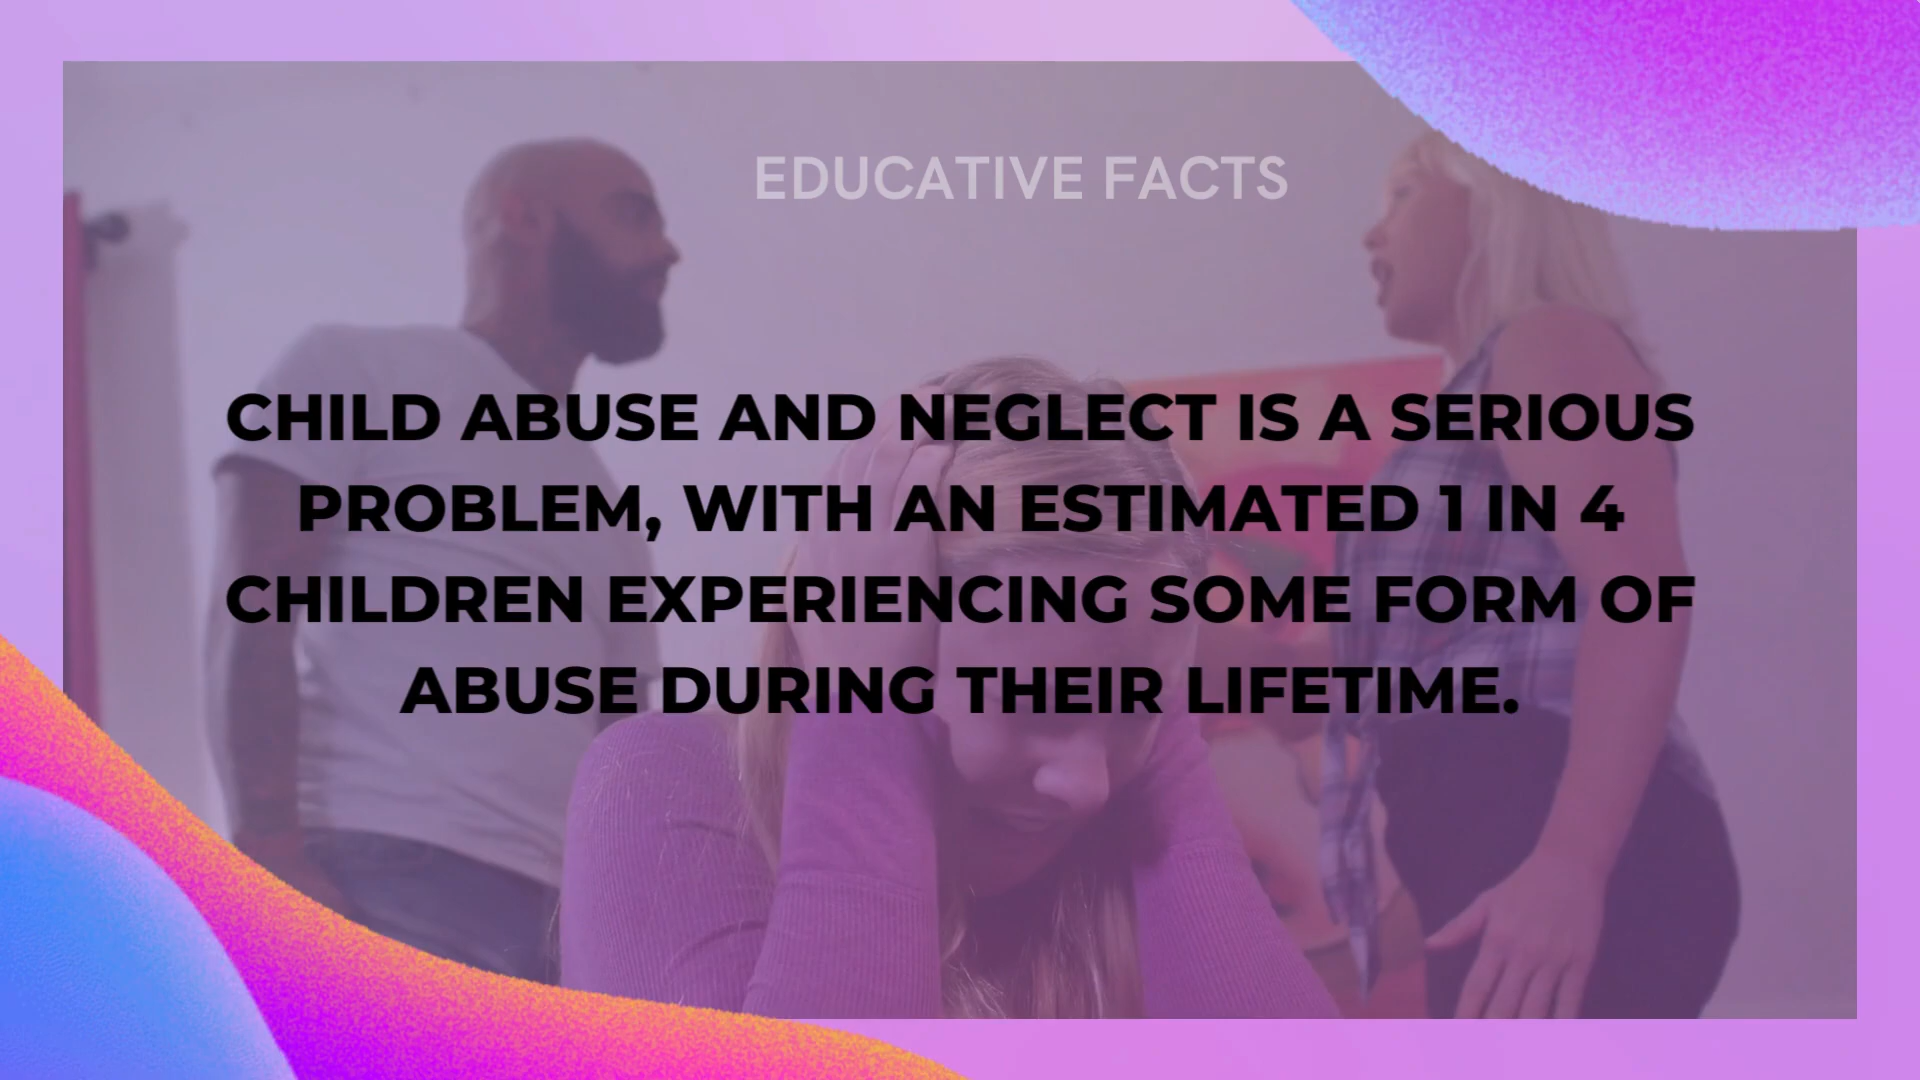 EDUCATIVE FACTS
CHILD ABUSE AND NEGLECT IS A SERIOUS
PROBLEM, WITH AN ESTIMATED 1 IN 4
CHILDREN EXPERIENCING SOME FORM OF
ABUSE DURING THEIR LIFETIME.